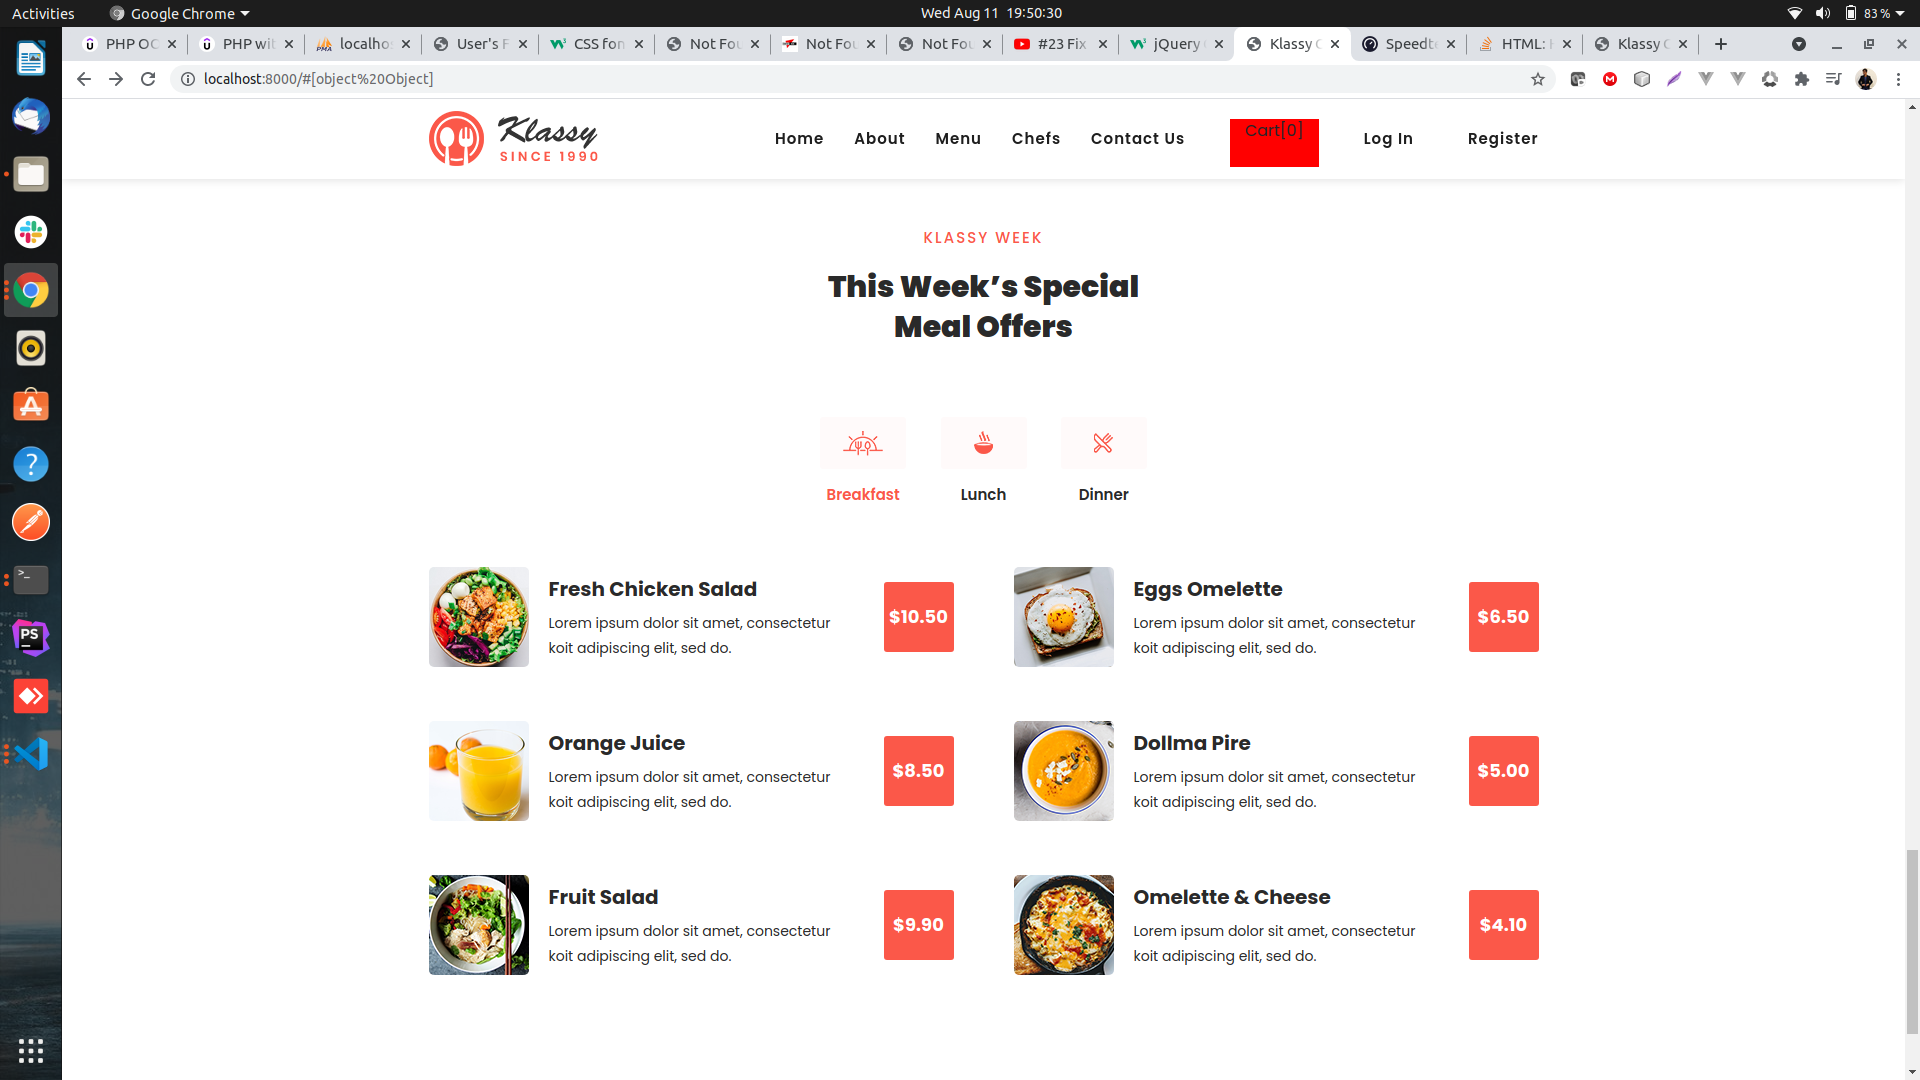 Activities
Google Chrome
Wed Aug 11 19:50:30
83 %
PHP OC
PHP wit
localhos
User's F
CSS fon
Not Fou
Not Fou
Not Fou
#23 Fix
jQuery
Klassy C
Speedte
HTML:
Klassy C
localhost:8000/#[object%20Object]
Klassy
SINCE 1990
Home
About
Menu
Chefs
Contact Us
Cart[0]
Log In
Register
KLASSY WEEK
This Week’s Special
Meal Offers
Breakfast
Lunch
Dinner
Fresh Chicken Salad
Lorem ipsum dolor sit amet, consectetur
koit adipiscing elit, sed do.
$10.50
Eggs Omelette
Lorem ipsum dolor sit amet, consectetur
koit adipiscing elit, sed do.
$6.50
Orange Juice
Lorem ipsum dolor sit amet, consectetur
koit adipiscing elit, sed do.
$8.50
Dollma Pire
Lorem ipsum dolor sit amet, consectetur
koit adipiscing elit, sed do.
$5.00
Fruit Salad
Lorem ipsum dolor sit amet, consectetur
koit adipiscing elit, sed do.
$9.90
Omelette & Cheese
Lorem ipsum dolor sit amet, consectetur
koit adipiscing elit, sed do.
$4.10
PS